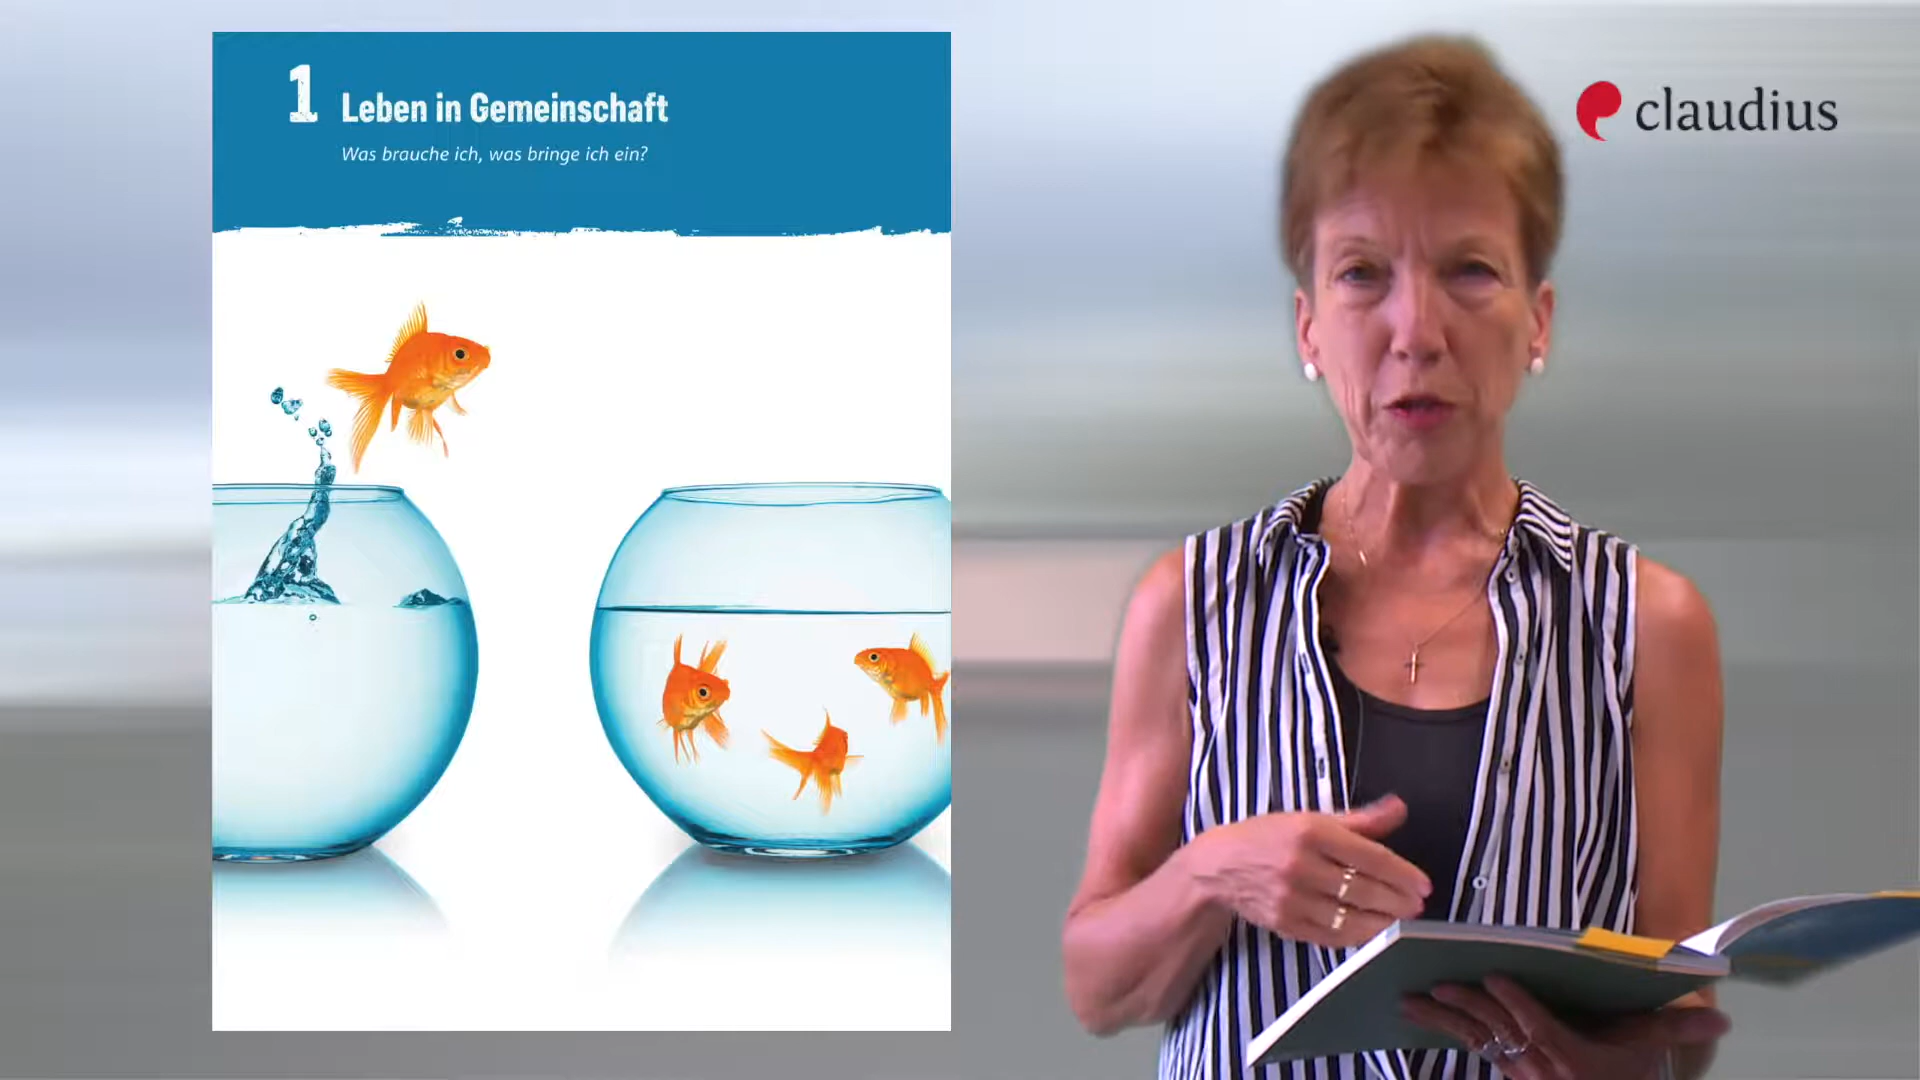 1 Leben in Gemeinschaft
Was brauche ich, was bringe ich ein?
claudius